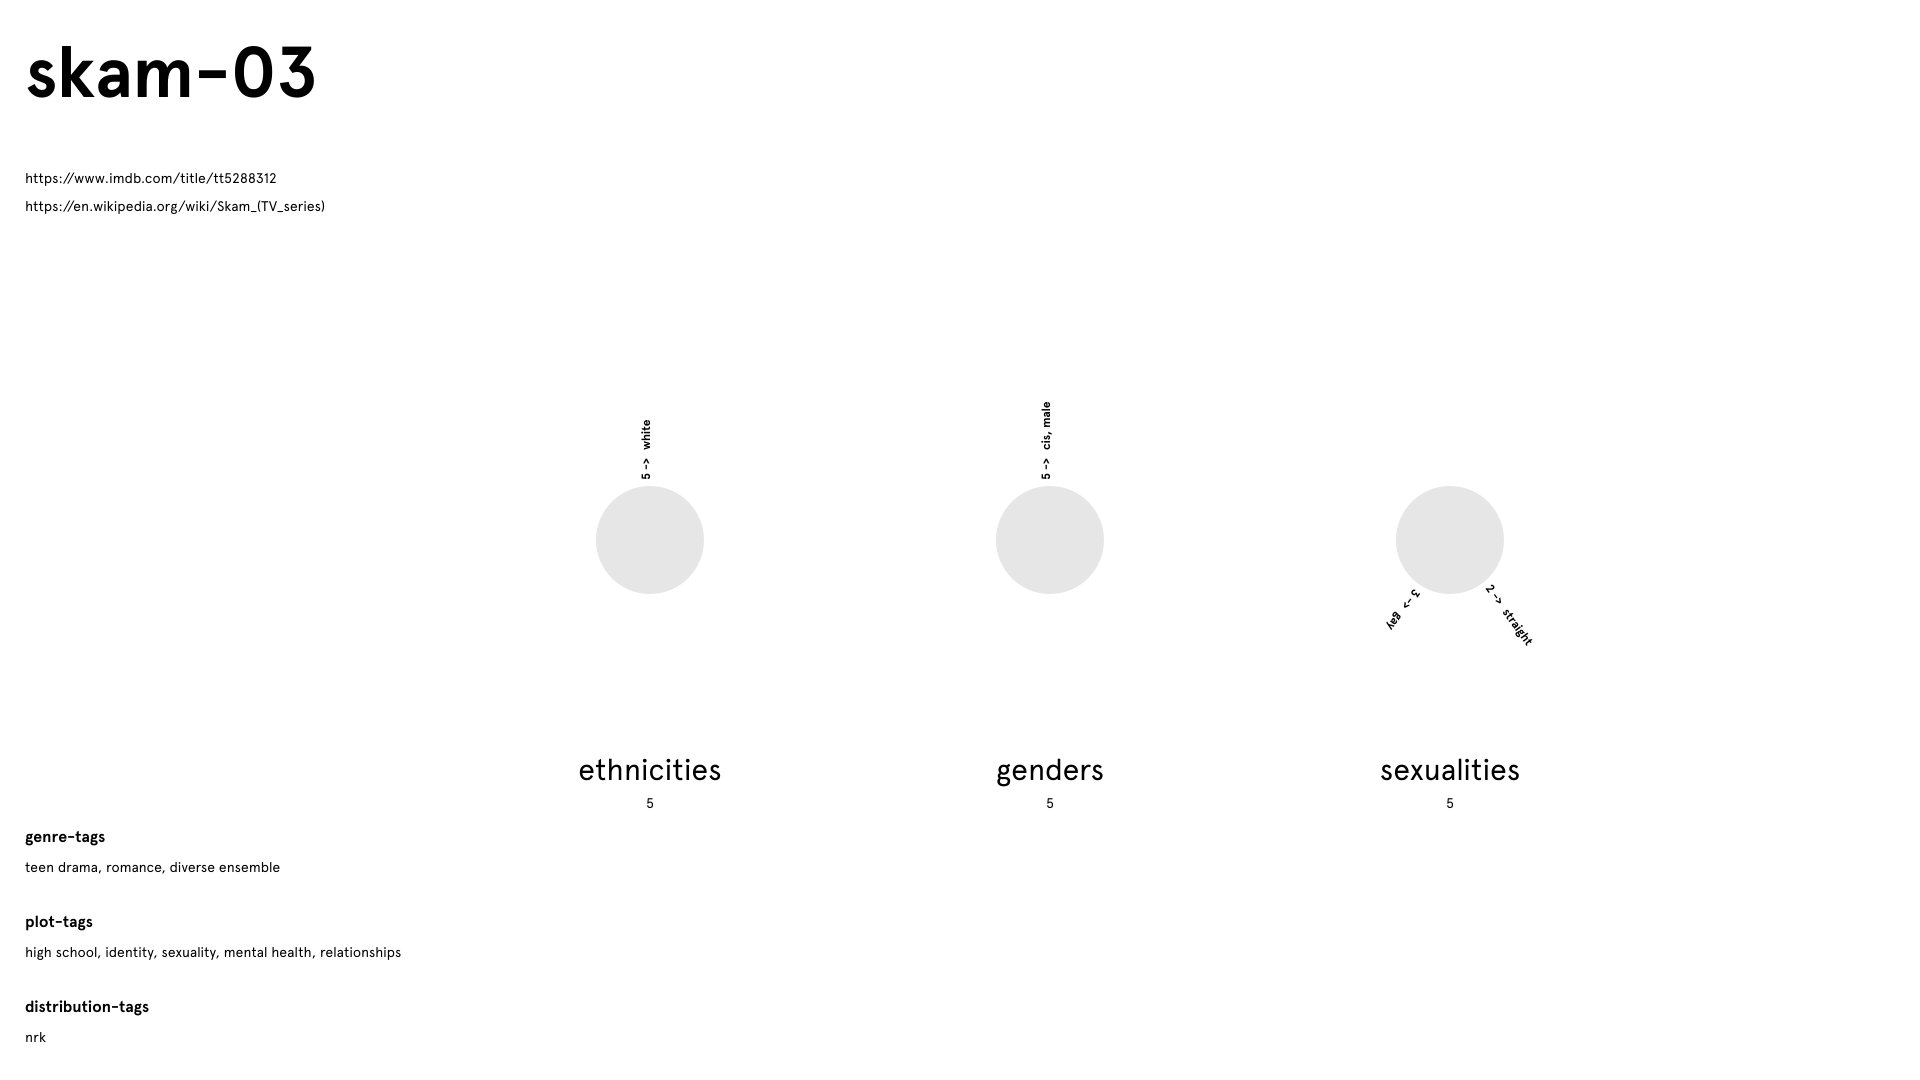 skam-03
https://www.imdb.com/title/tt5288312
https://en.wikipedia.org/wiki/Skam_(TV_series)
5 -> white
5 -> cis, male
3 -> gay
2 -> straight
ethnicities
5
genders
5
sexualities
5
genre-tags
teen drama, romance, diverse ensemble
plot-tags
high school, identity, sexuality, mental health, relationships
distribution-tags
nrk